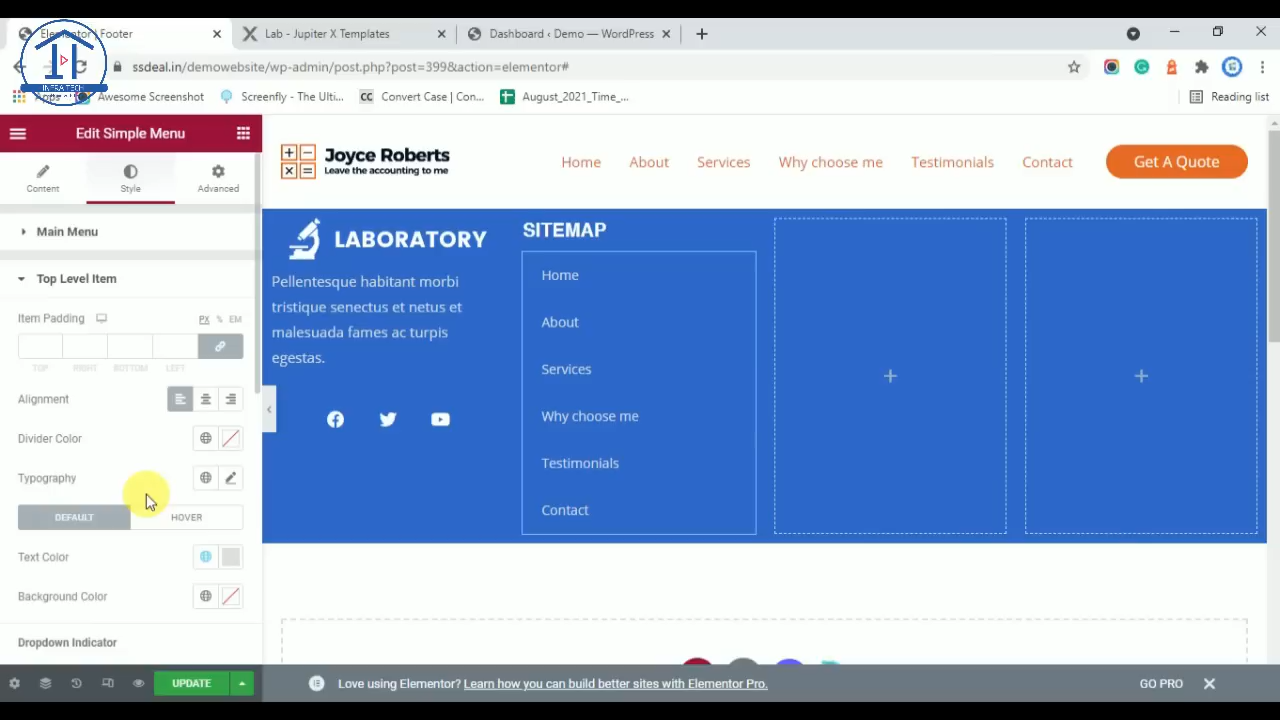 Elementor | Footer
Lab - Jupiter X Templates
Dashboard ‹ Demo — WordPress
ssdeal.in/demowebsite/wp-admin/post.php?post=399&action=elementor#
INFRA TECH
Apps
Awesome Screenshot
Screenfly - The Ulti...
CC
Convert Case | Con...
August_2021_Time_...
Reading list
Edit Simple Menu
Content
Style
Advanced
Main Menu
Top Level Item
Item Padding
PX % EM
TOP RIGHT BOTTOM LEFT
Alignment
Divider Color
Typography
DEFAULT
HOVER
Text Color
Background Color
Dropdown Indicator
UPDATE
Joyce Roberts
Leave the accounting to me
Home
About
Services
Why choose me
Testimonials
Contact
Get A Quote
LABORATORY
Pellentesque habitant morbi
tristique senectus et netus et
malesuada fames ac turpis
egestas.
SITEMAP
Home
About
Services
Why choose me
Testimonials
Contact
Love using Elementor? Learn how you can build better sites with Elementor Pro.
GO PRO